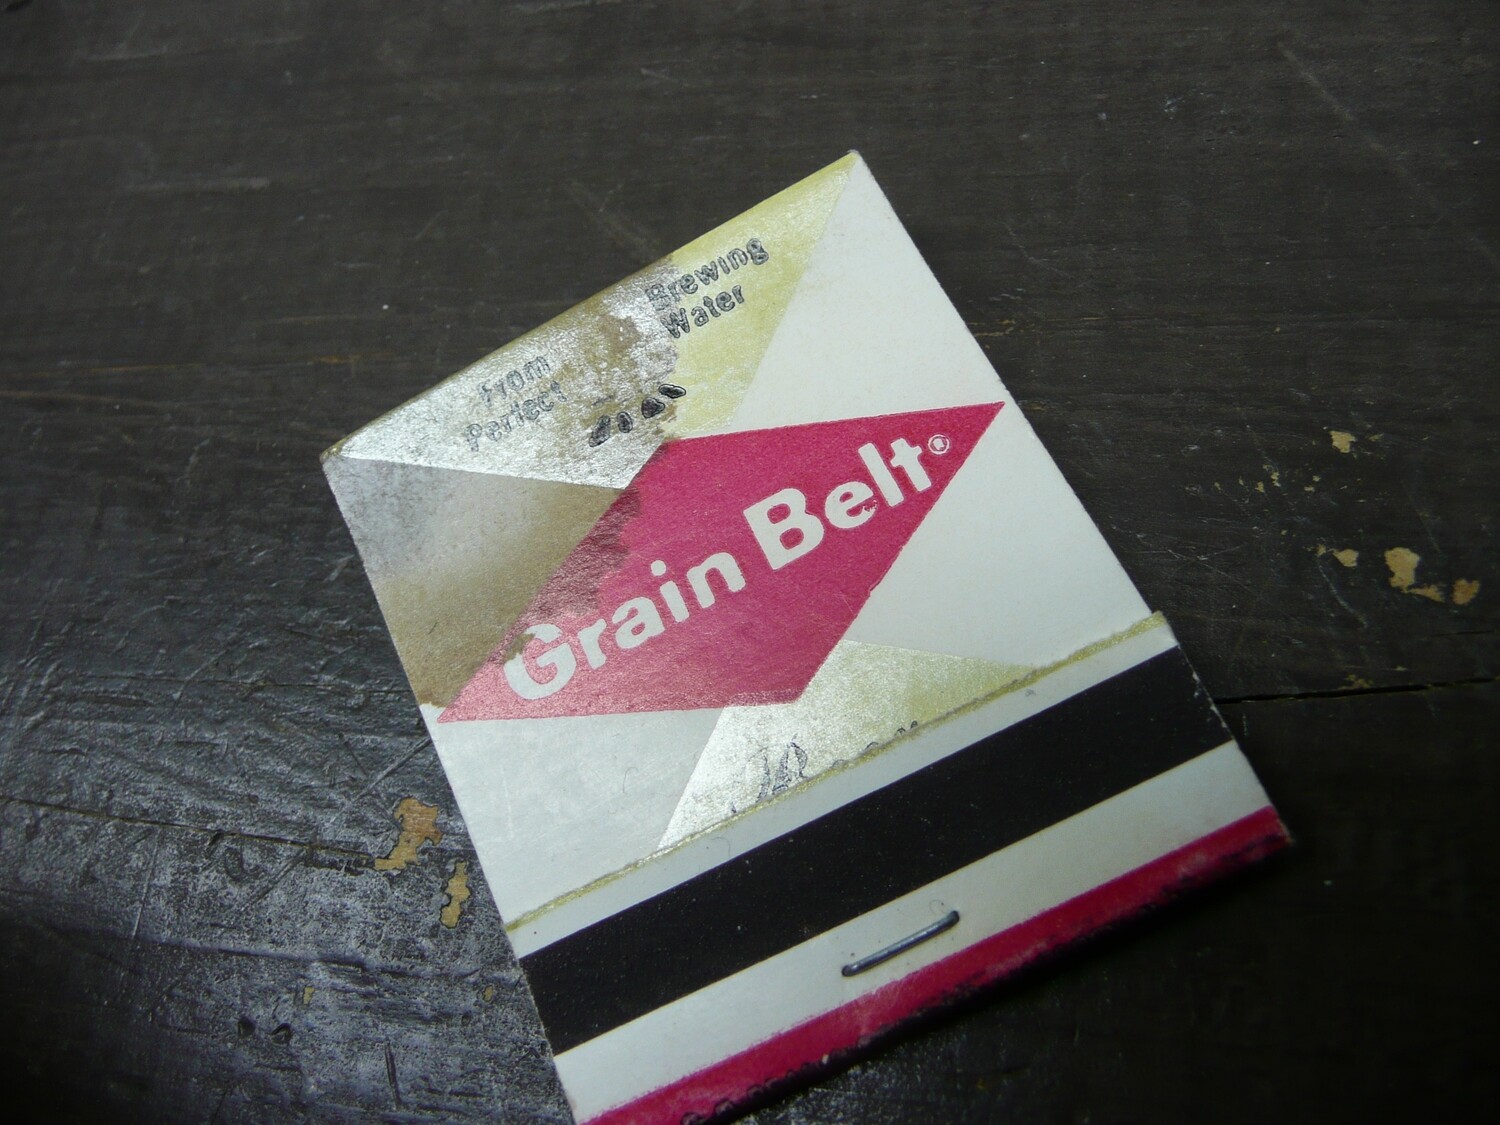 From
Perfect
Brewing
Water
Grain Belt®